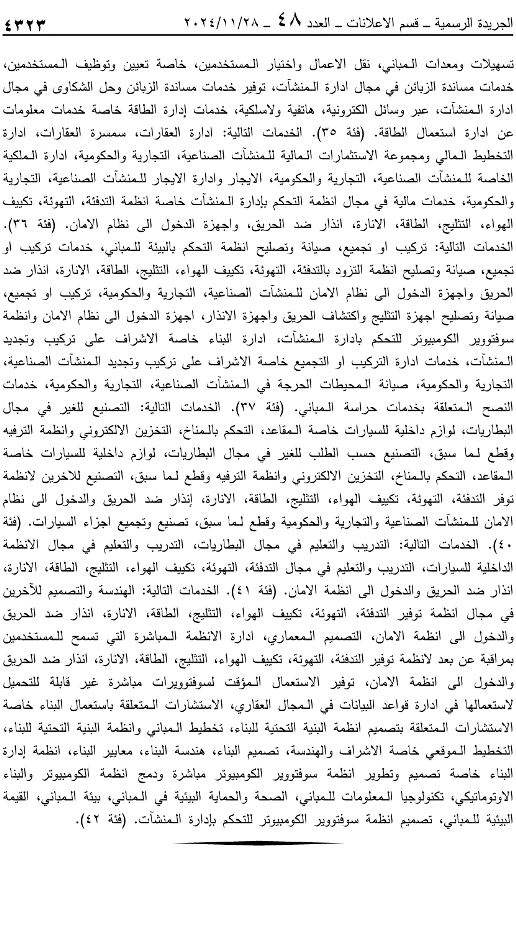 الجريدة الرسمية ــ قسم الاعلانات ــ العدد ٤٨ ــ ٢٠٢٤/١١/٢٨ ٤٣٢٣
تسهيلات ومعدات المباني، نقل الاعمال واختيار المستخدمين، خاصة تعيين وتوظيف المستخدمين،
خدمات مساندة الزبائن في مجال ادارة المنشآت، توفير خدمات مساندة الزبائن وحل الشكاوى في مجال
ادارة المنشآت، عبر وسائل الكترونية، هاتفية ولاسلكية، خدمات إدارة الطاقة خاصة خدمات معلومات
عن ادارة استعمال الطاقة. (فئة ٣٥). الخدمات التالية: ادارة العقارات، سمسرة العقارات، ادارة
التخطيط المالي ومجموعة الاستثمارات المالية للمنشآت الصناعية، التجارية والحكومية، ادارة الملكية
الخاصة للمنشآت الصناعية، التجارية والحكومية، الايجار وادارة الايجار للمنشآت الصناعية، التجارية
والحكومية، خدمات مالية في مجال انظمة التحكم بإدارة المنشآت خاصة انظمة التدفئة، التهوئة، تكييف
الهواء، التثليج، الطاقة، الانارة، انذار ضد الحريق، واجهزة الدخول الى نظام الامان. (فئة ٣٦).
الخدمات التالية: تركيب او تجميع، صيانة وتصليح انظمة التحكم بالبيئة للمباني، خدمات تركيب او
تجميع، صيانة وتصليح انظمة التزود بالتدفئة، التهوئة، تكييف الهواء، التثليج، الطاقة، الانارة، انذار ضد
الحريق واجهزة الدخول الى نظام الامان للمنشآت الصناعية، التجارية والحكومية، تركيب او تجميع،
صيانة وتصليح اجهزة التثليج واكتشاف الحريق واجهزة الانذار، اجهزة الدخول الى نظام الامان وانظمة
سوفتووير الكومبيوتر للتحكم بادارة المنشآت، ادارة البناء خاصة الاشراف على تركيب وتجديد
المنشآت، خدمات ادارة التركيب او التجميع خاصة الاشراف على تركيب وتجديد المنشآت الصناعية،
التجارية والحكومية، صيانة المحيطات الحرجة في المنشآت الصناعية، التجارية والحكومية، خدمات
النصح المتعلقة بخدمات حراسة المباني. (فئة ٣٧). الخدمات التالية: التصنيع للغير في مجال
البطاريات، لوازم داخلية للسيارات خاصة المقاعد، التحكم بالمناخ، التخزين الالكتروني وانظمة الترفيه
وقطع لما سبق، التصنيع حسب الطلب للغير في مجال البطاريات، لوازم داخلية للسيارات خاصة
المقاعد، التحكم بالمناخ، التخزين الالكتروني وانظمة الترفيه وقطع لما سبق، التصنيع للاخرين لانظمة
توفر التدفئة، التهوئة، تكييف الهواء، التثليج، الطاقة، الانارة، إنذار ضد الحريق والدخول الى نظام
الامان للمنشآت الصناعية والتجارية والحكومية وقطع لما سبق، تصنيع وتجميع اجزاء السيارات. (فئة
٤٠). الخدمات التالية: التدريب والتعليم في مجال البطاريات، التدريب والتعليم في مجال الانظمة
الداخلية للسيارات، التدريب والتعليم في مجال التدفئة، التهوئة، تكييف الهواء، التثليج، الطاقة، الانارة،
انذار ضد الحريق والدخول الى انظمة الامان. (فئة ٤١). الخدمات التالية: الهندسة والتصميم للآخرين
في مجال انظمة توفير التدفئة، التهوئة، تكييف الهواء، التثليج، الطاقة، الانارة، انذار ضد الحريق
والدخول الى انظمة الامان، التصميم المعماري، ادارة الانظمة المباشرة التي تسمح للمستخدمين
بمراقبة عن بعد لانظمة توفير التدفئة، التهوئة، تكييف الهواء، التثليج، الطاقة، الانارة، انذار ضد الحريق
والدخول الى انظمة الامان، توفير الاستعمال المؤقت لسوفتوويرات مباشرة غير قابلة للتحميل
لاستعمالها في ادارة قواعد البيانات في المجال العقاري، الاستشارات المتعلقة باستعمال البناء خاصة
الاستشارات المتعلقة بتصميم انظمة البنية التحتية للبناء، تخطيط المباني وانظمة البنية التحتية للبناء،
التخطيط الموقعي خاصة الاشراف والهندسة، تصميم البناء، هندسة البناء، معايير البناء، انظمة إدارة
البناء خاصة تصميم وتطوير انظمة سوفتووير الكومبيوتر مباشرة ودمج انظمة الكومبيوتر والبناء
الاوتوماتيكي، تكنولوجيا المعلومات للمباني، الصحة والحماية البيئية في المباني، بيئة المباني، القيمة
البيئية للمباني، تصميم انظمة سوفتووير الكومبيوتر للتحكم بإدارة المنشآت. (فئة ٤٢).